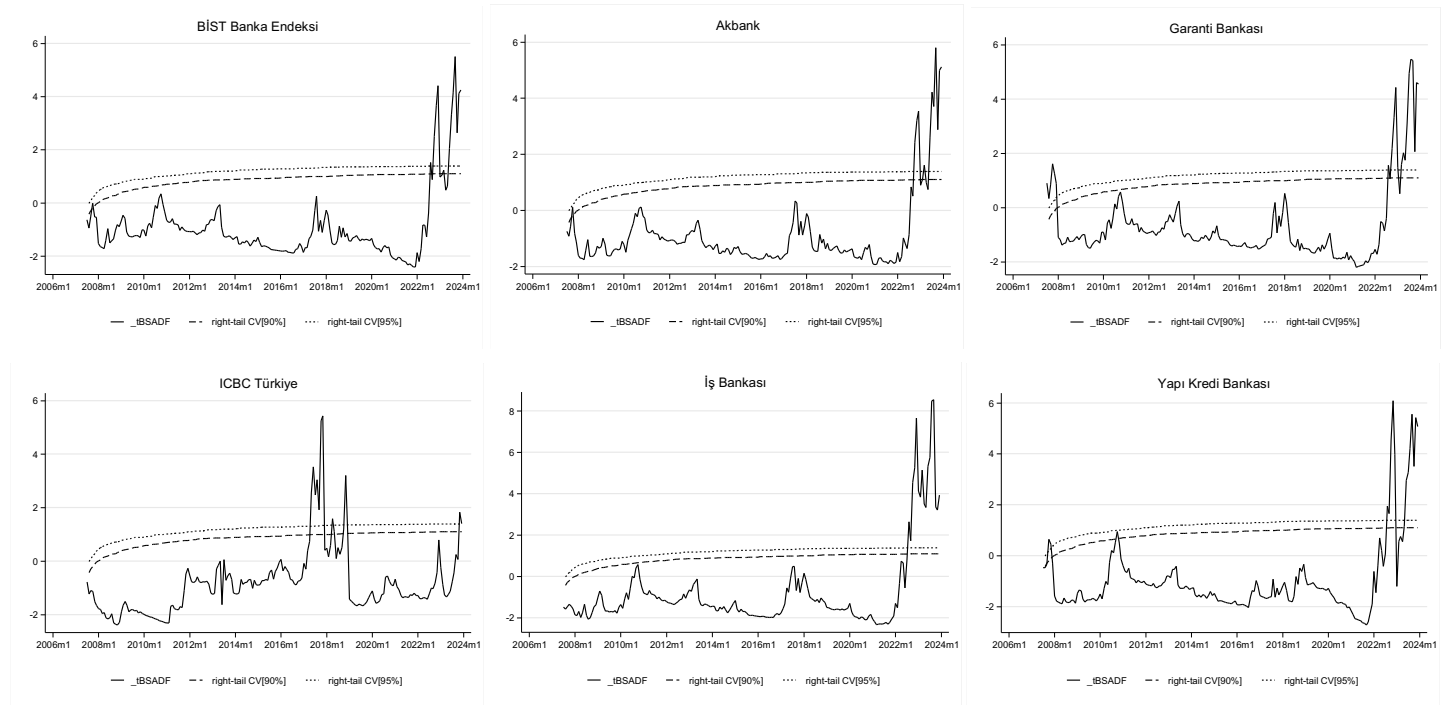 BİST Banka Endeksi
6
4
2
0
-2
2006m1 2008m1 2010m1 2012m1 2014m1 2016m1 2018m1 2020m1 2022m1 2024m1
_tBSADF right-tail CV[90%] right-tail CV[95%]
Akbank
6
4
2
0
-2
2006m1 2008m1 2010m1 2012m1 2014m1 2016m1 2018m1 2020m1 2022m1 2024m1
_tBSADF right-tail CV[90%] right-tail CV[95%]
Garanti Bankası
6
4
2
0
-2
2006m1 2008m1 2010m1 2012m1 2014m1 2016m1 2018m1 2020m1 2022m1 2024m1
_tBSADF right-tail CV[90%] right-tail CV[95%]
ICBC Türkiye
6
4
2
0
-2
2006m1 2008m1 2010m1 2012m1 2014m1 2016m1 2018m1 2020m1 2022m1 2024m1
_tBSADF right-tail CV[90%] right-tail CV[95%]
İş Bankası
8
6
4
2
0
-2
2006m1 2008m1 2010m1 2012m1 2014m1 2016m1 2018m1 2020m1 2022m1 2024m1
_tBSADF right-tail CV[90%] right-tail CV[95%]
Yapı Kredi Bankası
6
4
2
0
-2
2006m1 2008m1 2010m1 2012m1 2014m1 2016m1 2018m1 2020m1 2022m1 2024m1
_tBSADF right-tail CV[90%] right-tail CV[95%]